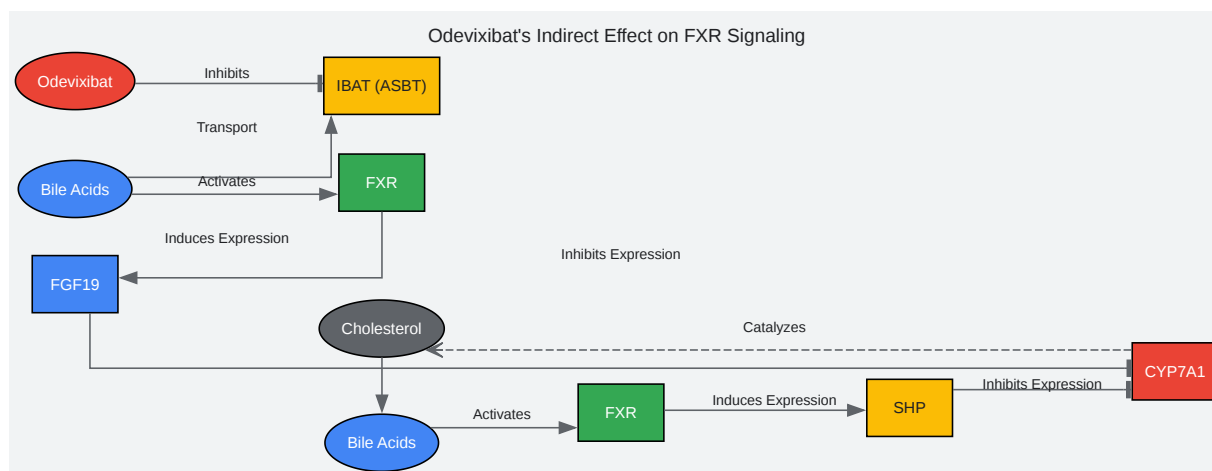 Odevixibat's Indirect Effect on FXR Signaling
Odevixibat
Inhibits
IBAT (ASBT)
Transport
Bile Acids
Activates
FXR
Induces Expression
Inhibits Expression
FGF19
Cholesterol
Catalyzes
CYP7A1
Inhibits Expression
SHP
Induces Expression
FXR
Activates
Bile Acids